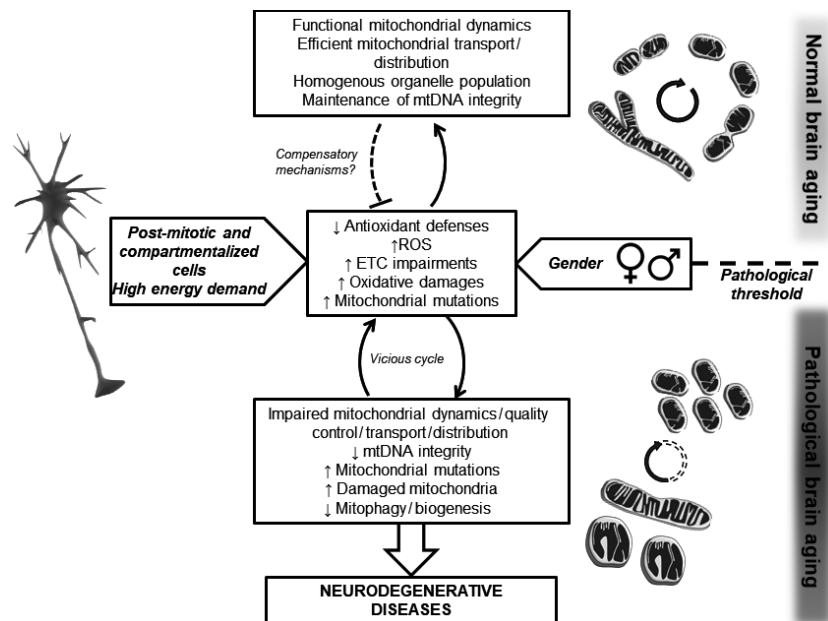 Functional mitochondrial dynamics
Efficient mitochondrial transport/
distribution
Homogenous organelle population
Maintenance of mtDNA integrity
Normal brain aging
Compensatory
mechanisms?
Post-mitotic and
compartmentalized
cells
High energy demand
↓ Antioxidant defenses
↑ROS
↑ ETC impairments
↑ Oxidative damages
↑ Mitochondrial mutations
Gender ♀ ♂
Pathological
threshold
Vicious cycle
Impaired mitochondrial dynamics/quality
control/transport/distribution
↓ mtDNA integrity
↑ Mitochondrial mutations
↑ Damaged mitochondria
↓ Mitophagy/biogenesis
Pathological brain aging
NEURODEGENERATIVE
DISEASES